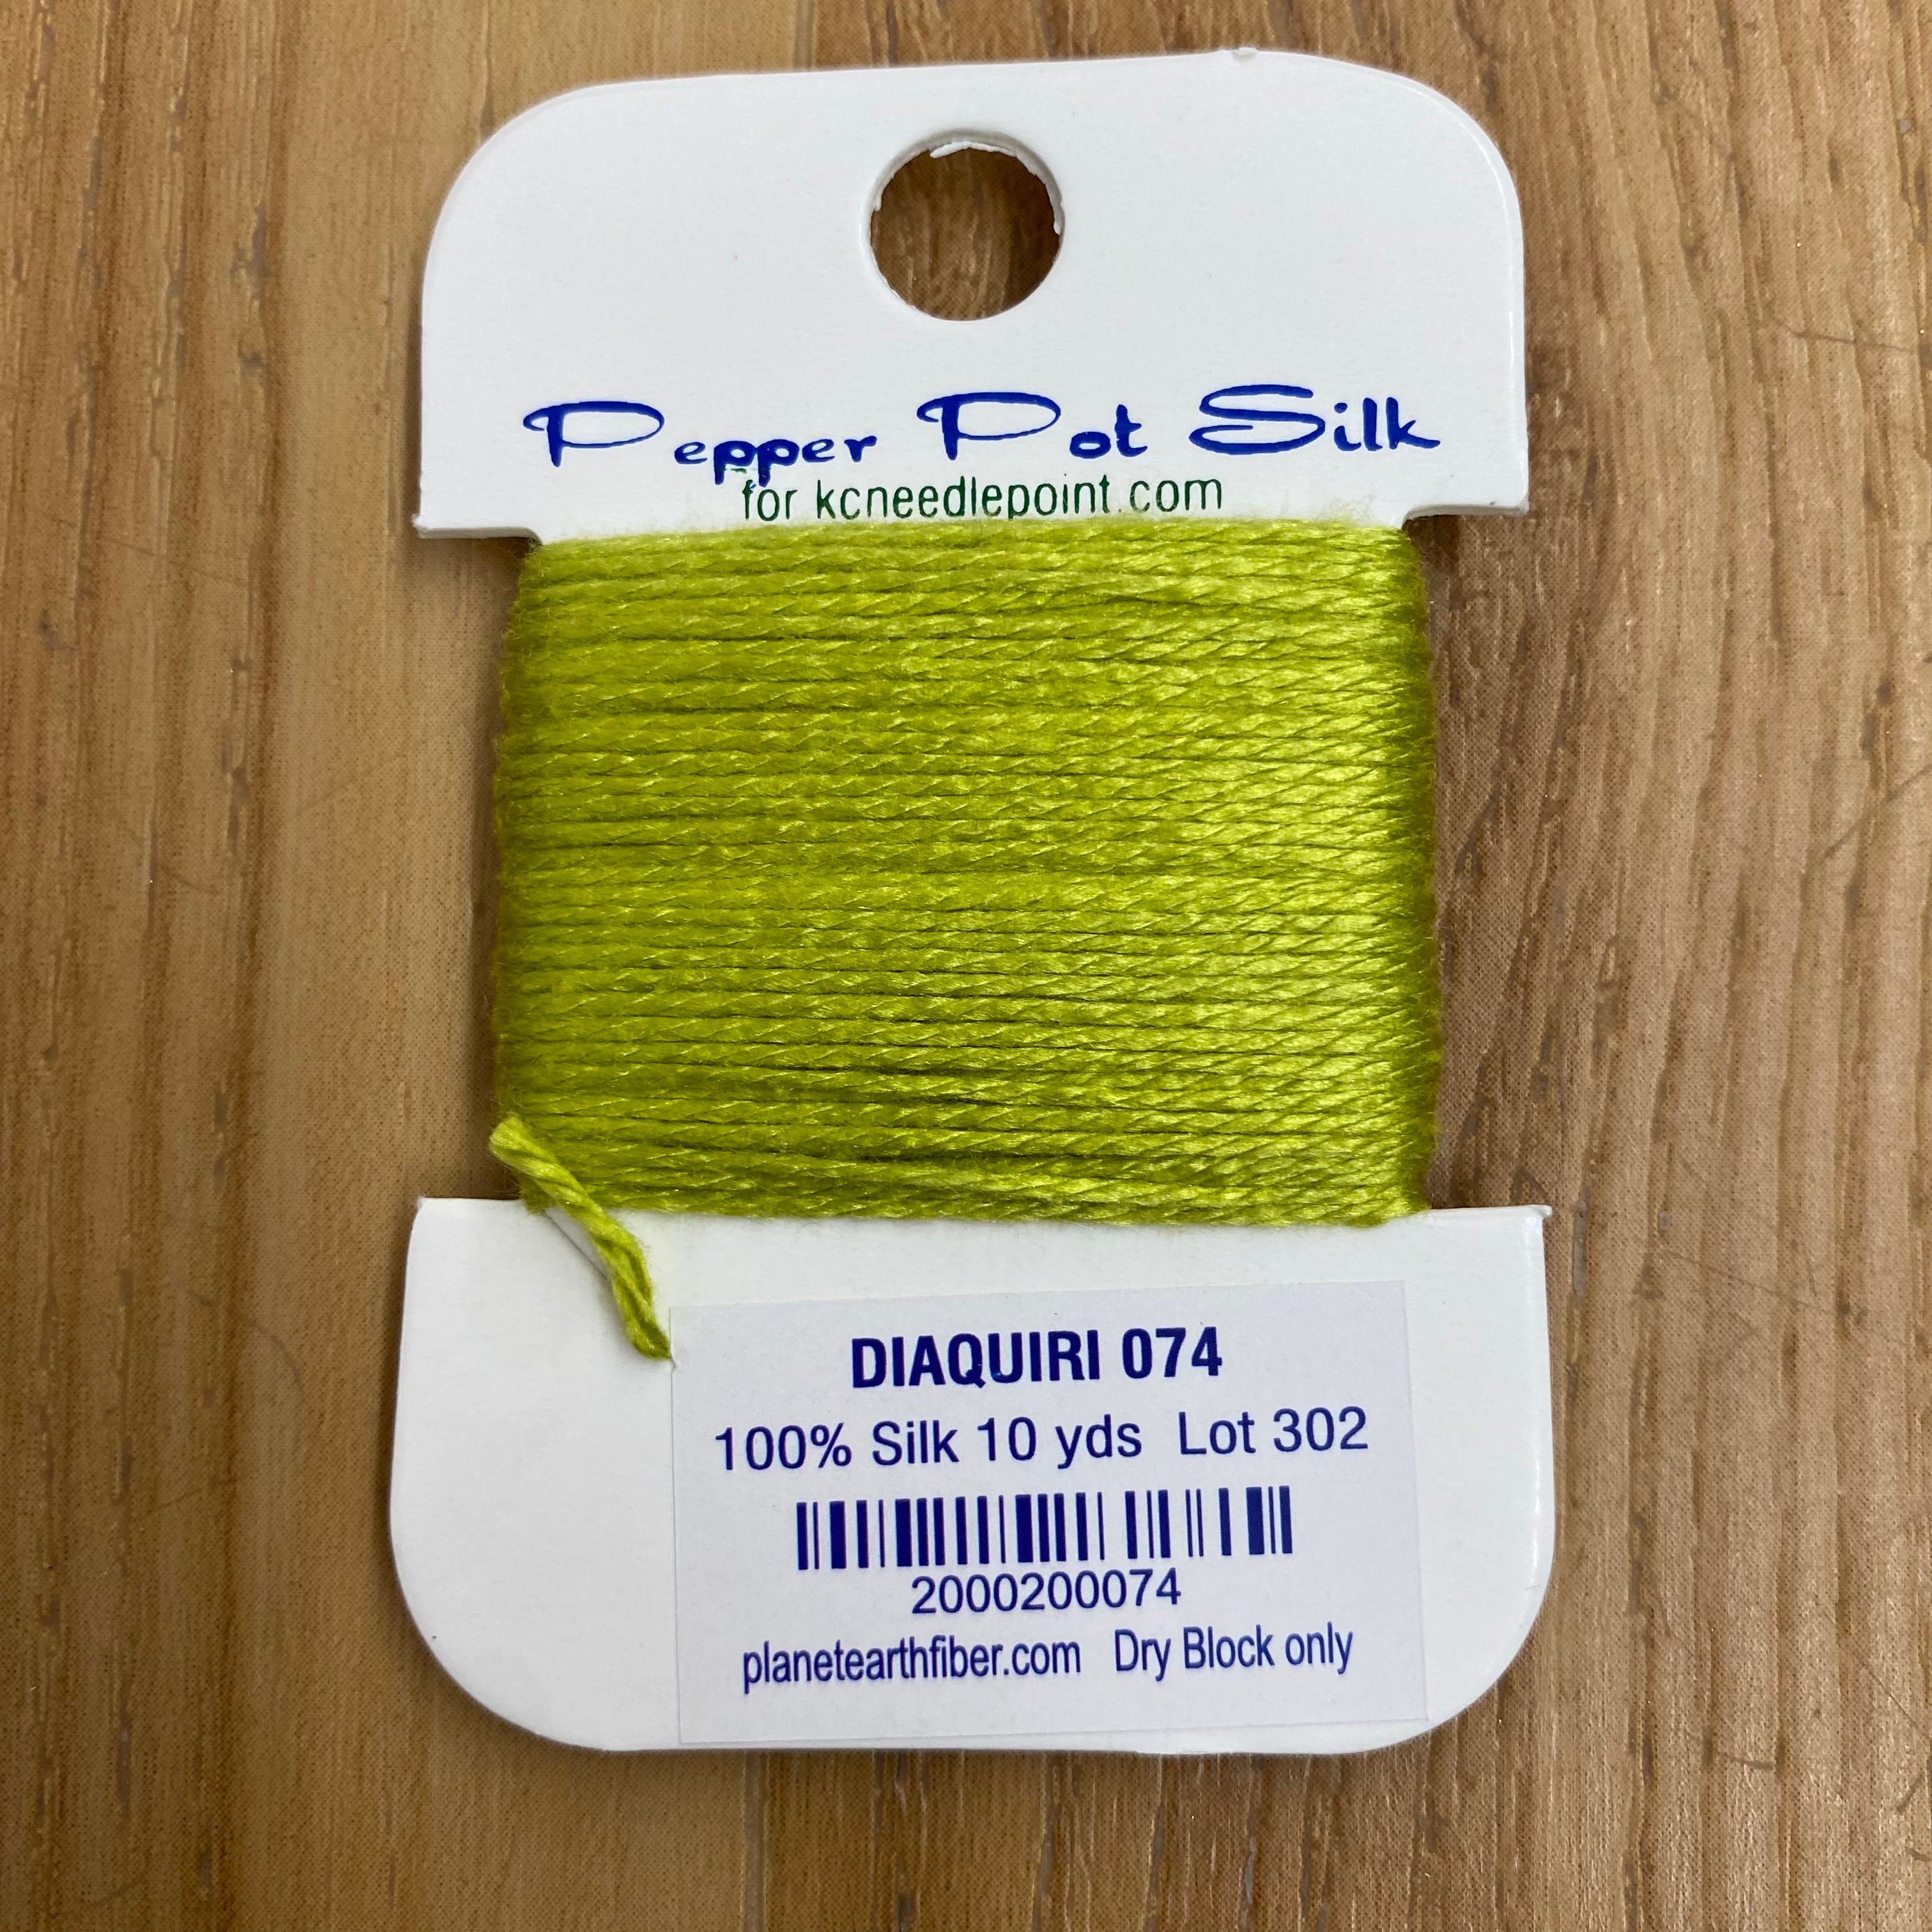 Pepper Pot Silk
for kcneedlepoint.com
DIAQUIRI 074
100% Silk 10 yds Lot 302
2000200074
planetearthfiber.com Dry Block only